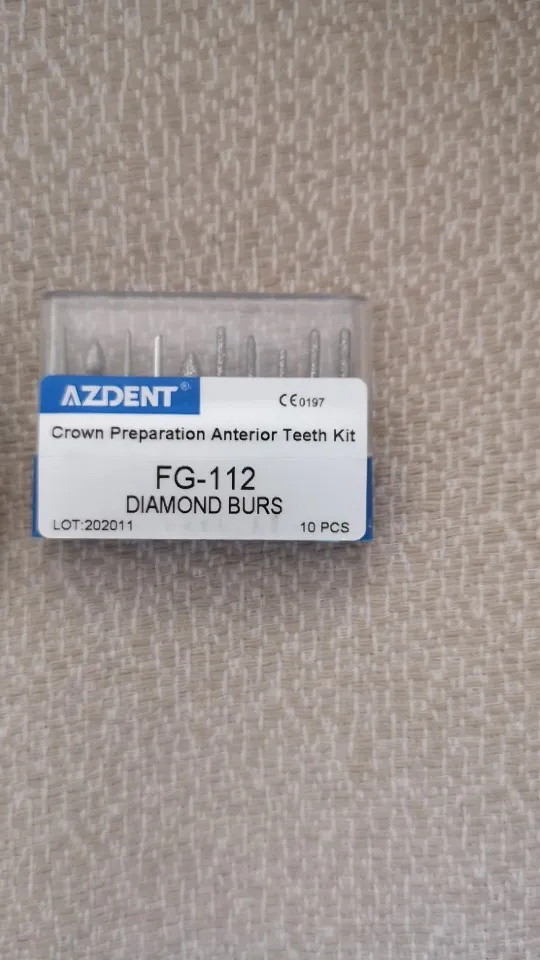 AZDENT®
CE0197
Crown Preparation Anterior Teeth Kit
FG-112
DIAMOND BURS
LOT:202011 10 PCS